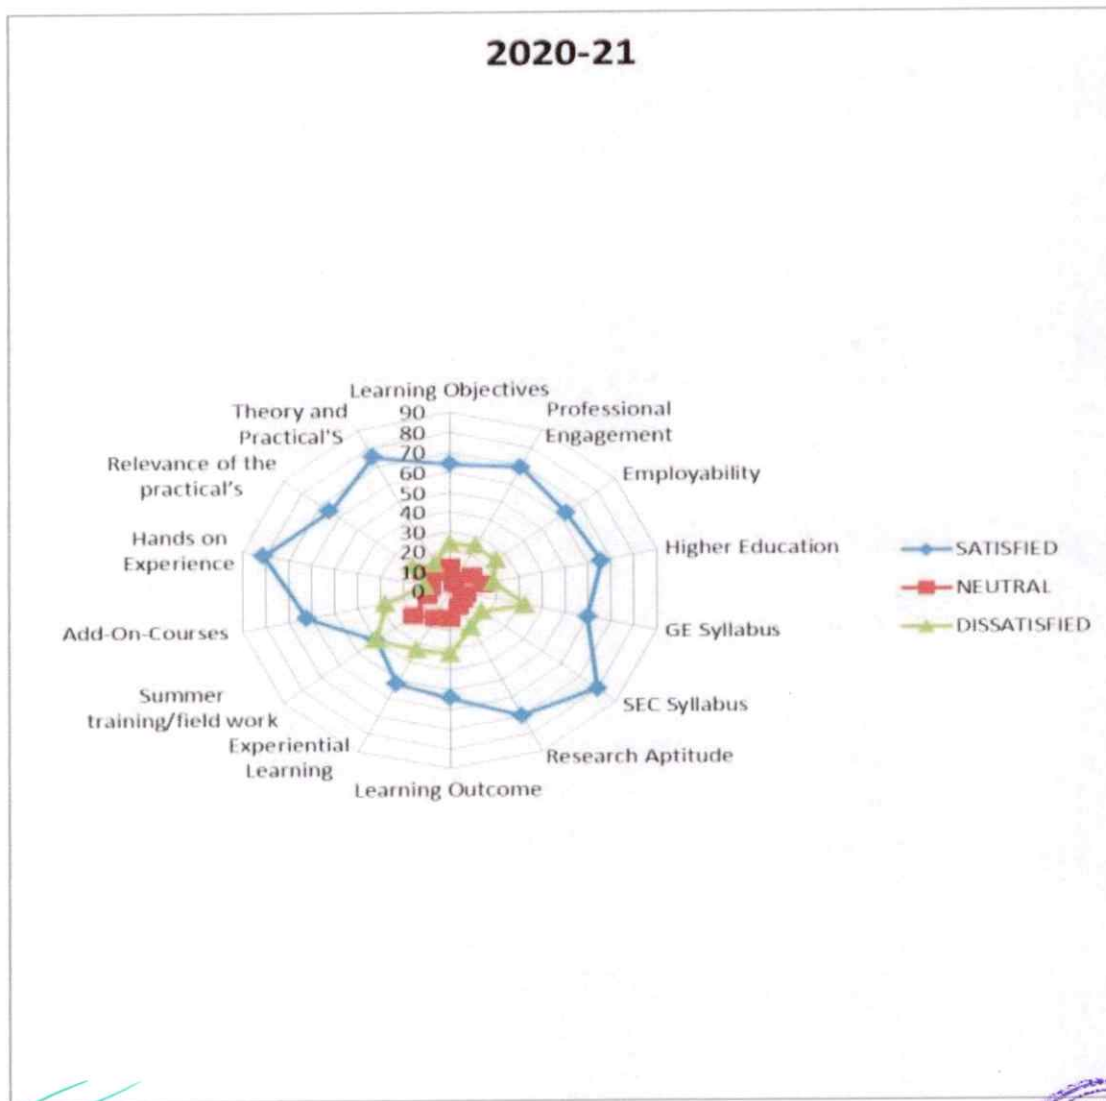 2020-21
Learning Objectives
Professional
Engagement
Employability
Higher Education
GE Syllabus
SEC Syllabus
Research Aptitude
Learning Outcome
Experiential
Learning
Summer
training/field work
Add-On-Courses
Hands on
Experience
Relevance of the
practical's
Theory and
Practical'S
90
80
70
60
50
40
30
20
10
0
SATISFIED
NEUTRAL
DISSATISFIED